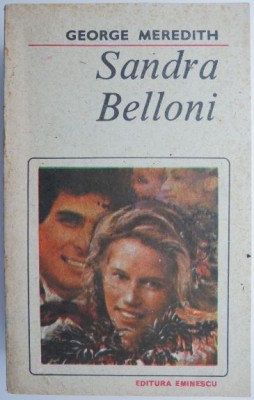 GEORGE MEREDITH
Sandra
Belloni
EDITURA EMINESCU